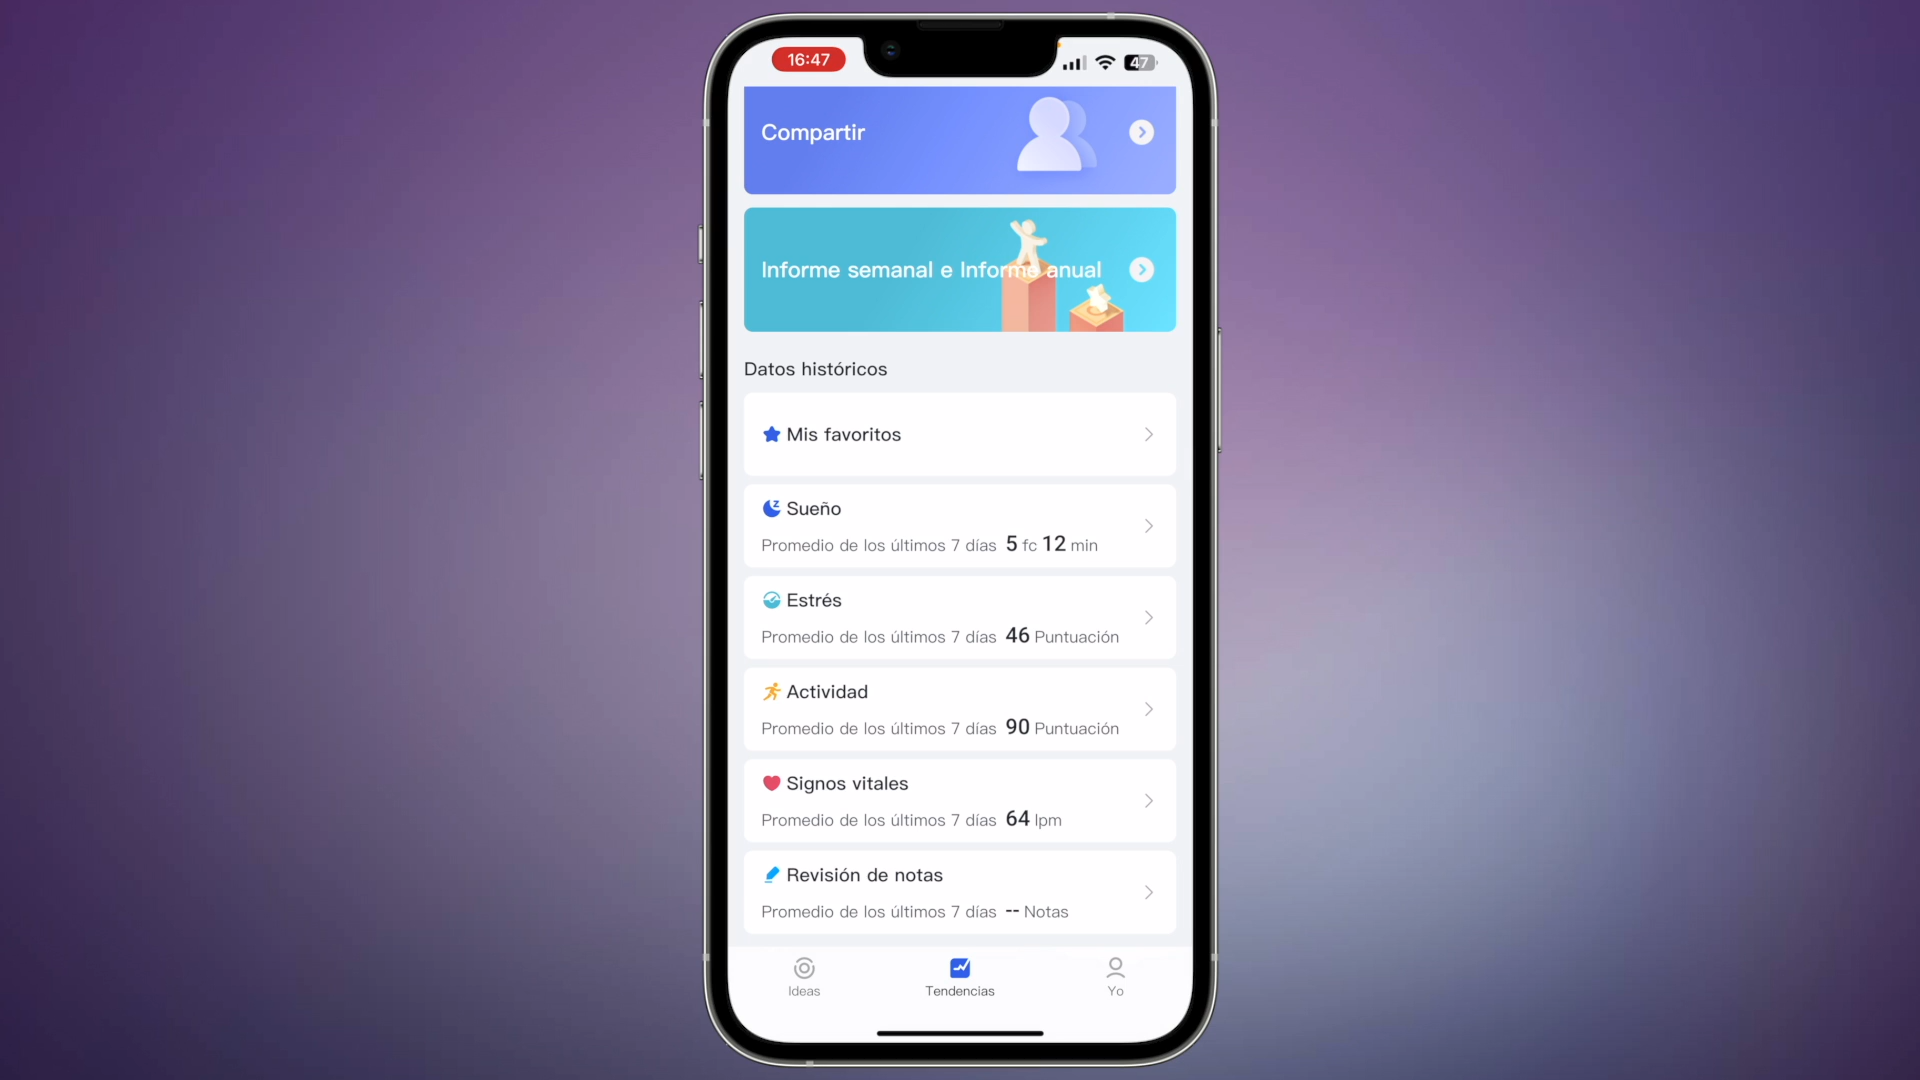 16:47
47
Compartir
Informe semanal e Informe anual
Datos históricos
Mis favoritos
Sueño
Promedio de los últimos 7 días 5 fc 12 min
Estrés
Promedio de los últimos 7 días 46 Puntuación
Actividad
Promedio de los últimos 7 días 90 Puntuación
Signos vitales
Promedio de los últimos 7 días 64 lpm
Revisión de notas
Promedio de los últimos 7 días -- Notas
Ideas
Tendencias
Yo